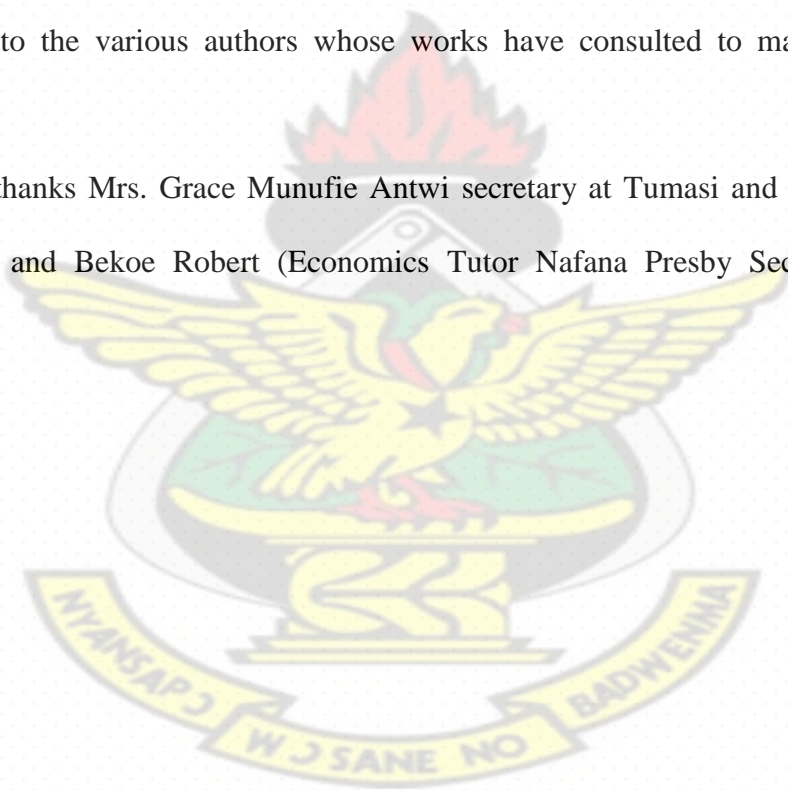 to the various authors whose works have consulted to ma
thanks Mrs. Grace Munufie Antwi secretary at Tumasi and
and Bekoe Robert (Economics Tutor Nafana Presby Sec
NYANSAPƆ WƆSANE NO BADWENMA